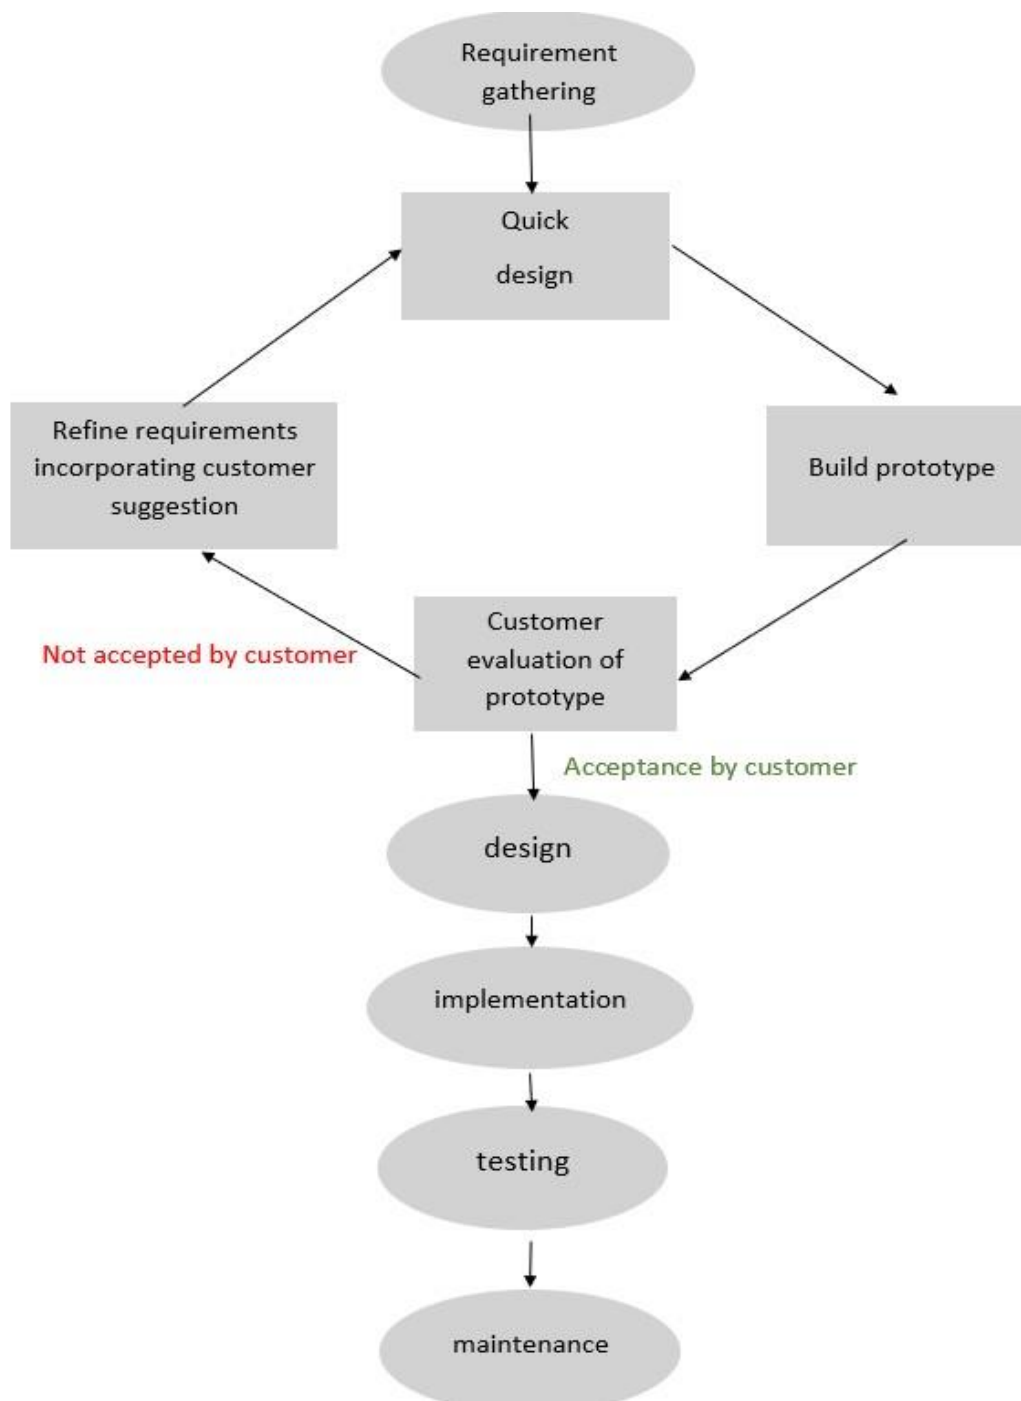 Requirement
gathering
Quick
design
Refine requirements
incorporating customer
suggestion
Build prototype
Not accepted by customer
Customer
evaluation of
prototype
Acceptance by customer
design
implementation
testing
maintenance